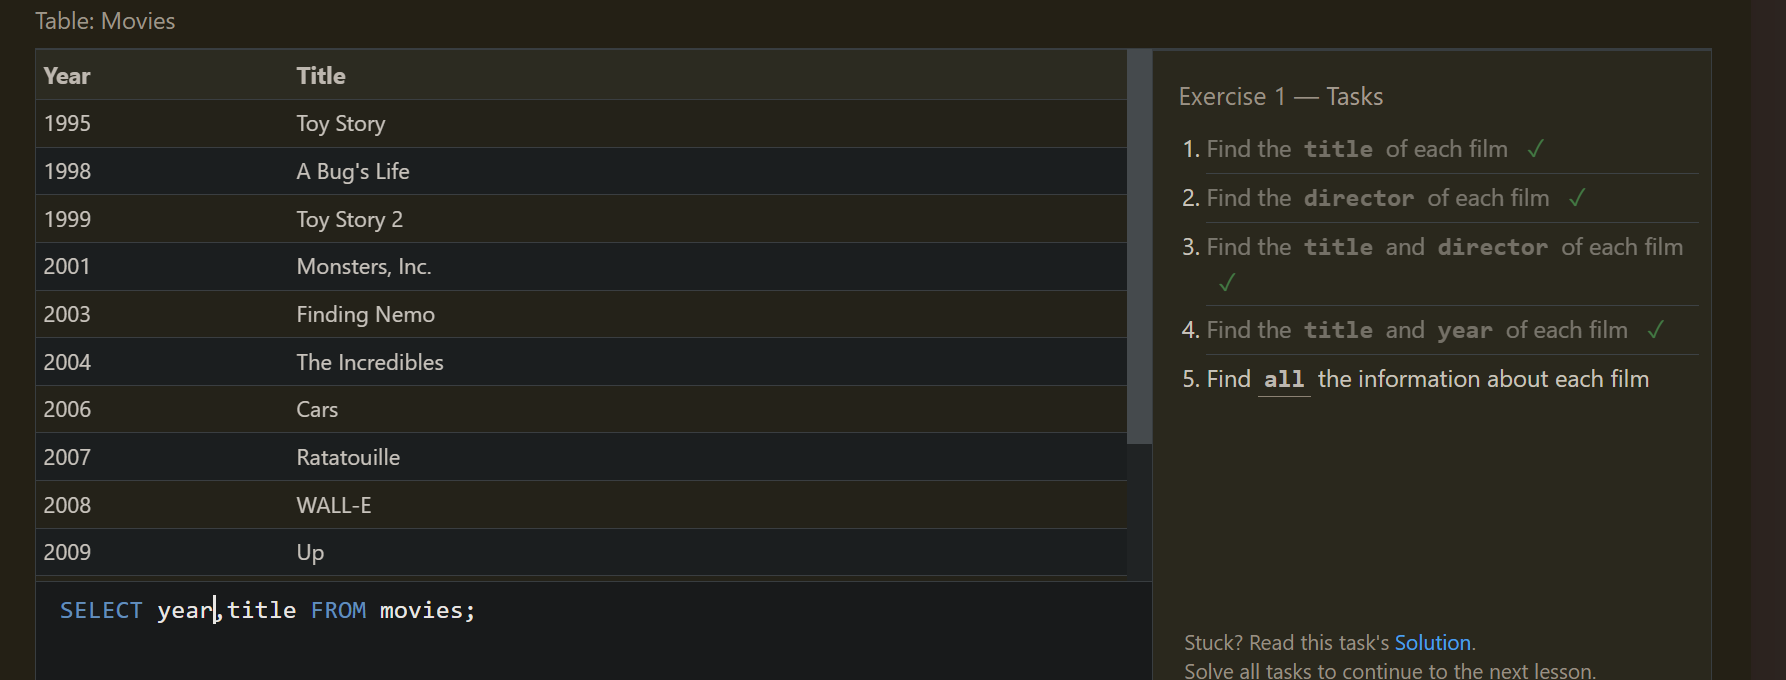 Table: Movies
Year Title
1995 Toy Story
1998 A Bug's Life
1999 Toy Story 2
2001 Monsters, Inc.
2003 Finding Nemo
2004 The Incredibles
2006 Cars
2007 Ratatouille
2008 WALL-E
2009 Up
SELECT year,title FROM movies;
Exercise 1 — Tasks
1. Find the title of each film ✓
2. Find the director of each film ✓
3. Find the title and director of each film
✓
4. Find the title and year of each film ✓
5. Find all the information about each film
Stuck? Read this task's Solution.
Solve all tasks to continue to the next lesson.